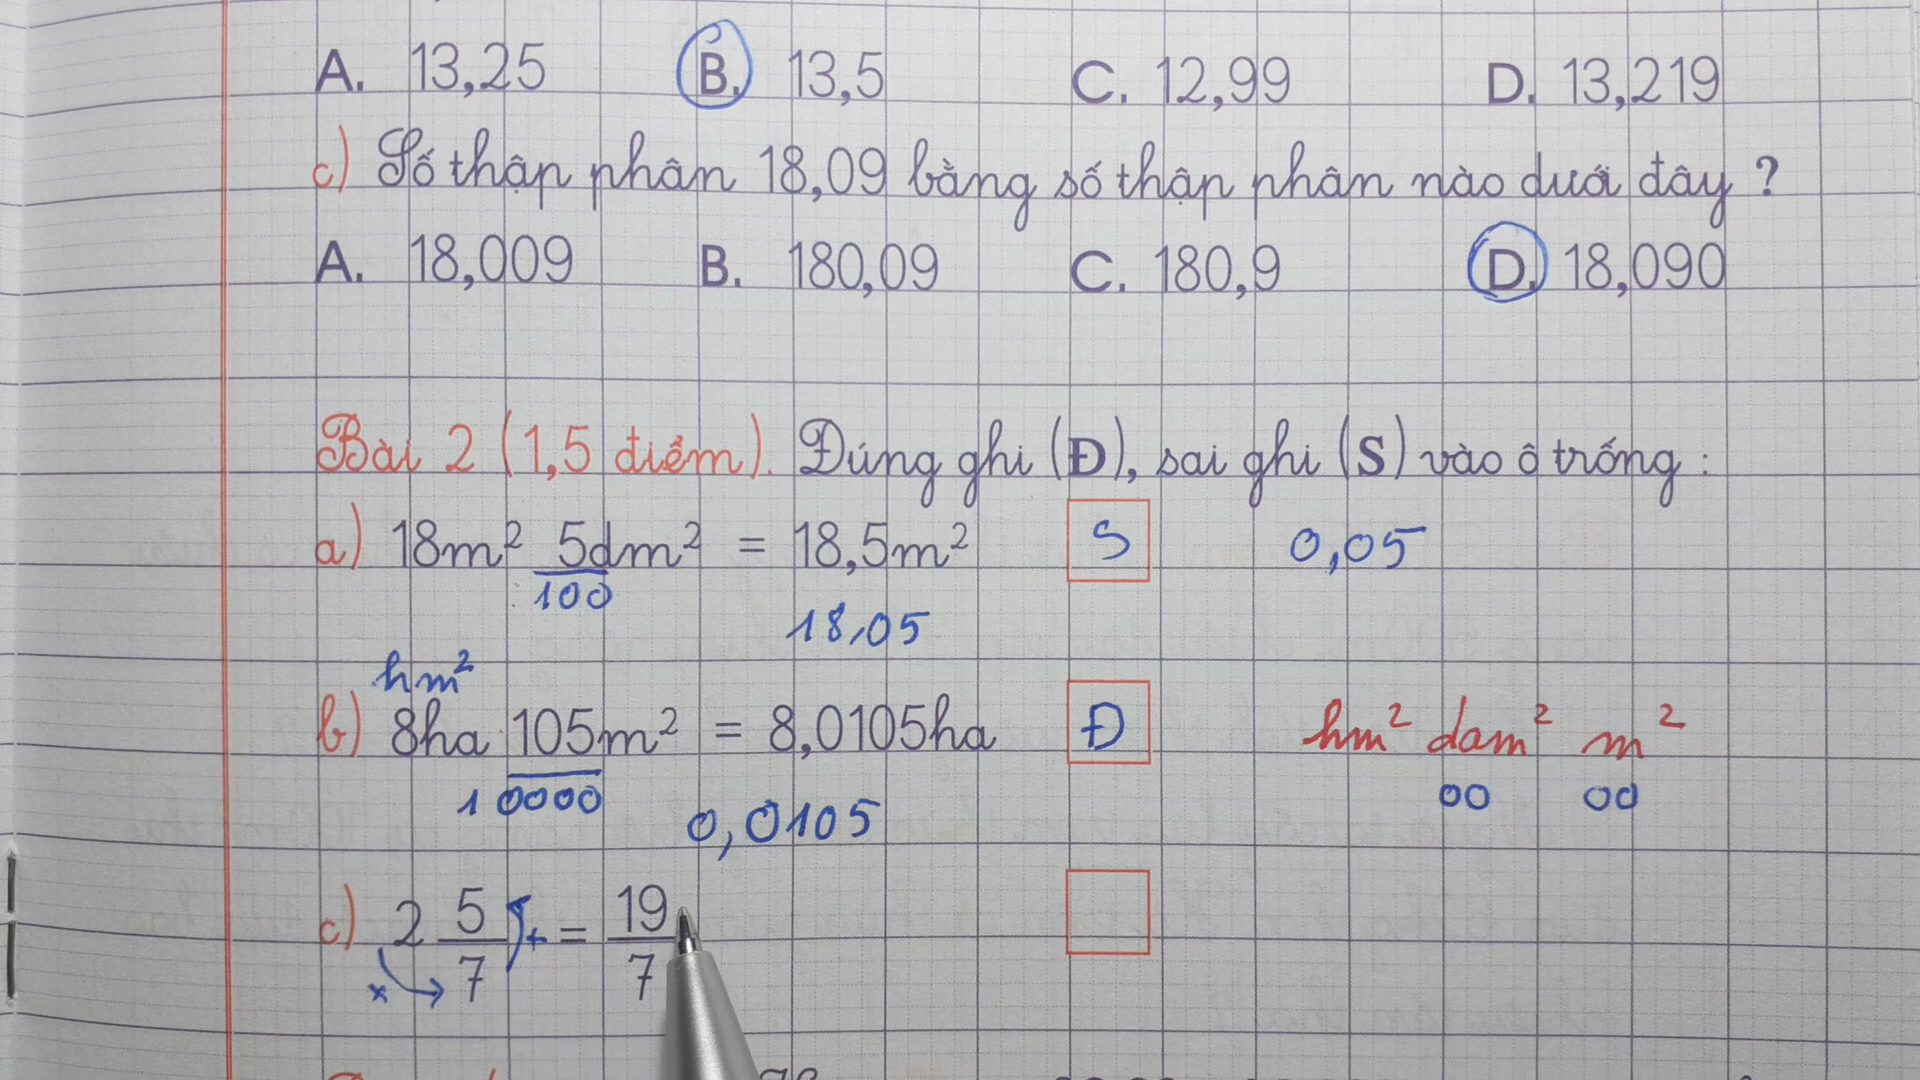 A. 13,25 B. 13,5 C. 12,99 D. 13,219
c) Số thập phân 18,09 bằng số thập phân nào dưới đây ?
A. 18,009 B. 180,09 C. 180,9 D. 18,090
Bài 2 (1,5 điểm). Đúng ghi (Đ), sai ghi (S) vào ô trống :
a) 18m² 5dm² = 18,5m² S 0,05
100
18,05
hm²
b) 8ha 105m² = 8,0105ha Đ hm² dam² m²
10000 0,0105 00 00
c) 2 5/7 + = 19/7
×